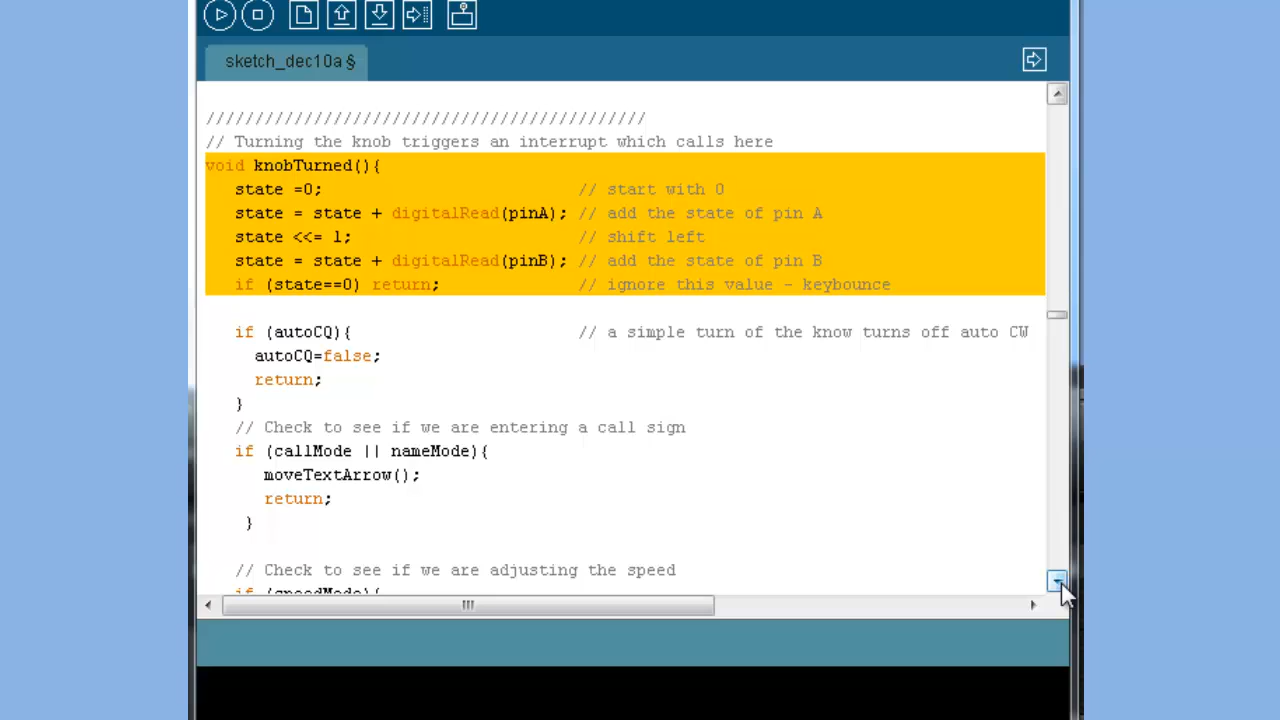 sketch_dec10a §
/////////////////////////////////////////////
// Turning the knob triggers an interrupt which calls here
void knobTurned(){
state =0; // start with 0
state = state + digitalRead(pinA); // add the state of pin A
state <<= 1; // shift left
state = state + digitalRead(pinB); // add the state of pin B
if (state==0) return; // ignore this value - keybounce
if (autoCQ){ // a simple turn of the know turns off auto CW
autoCQ=false;
return;
}
// Check to see if we are entering a call sign
if (callMode || nameMode){
moveTextArrow();
return;
}
// Check to see if we are adjusting the speed
if (speedMode){